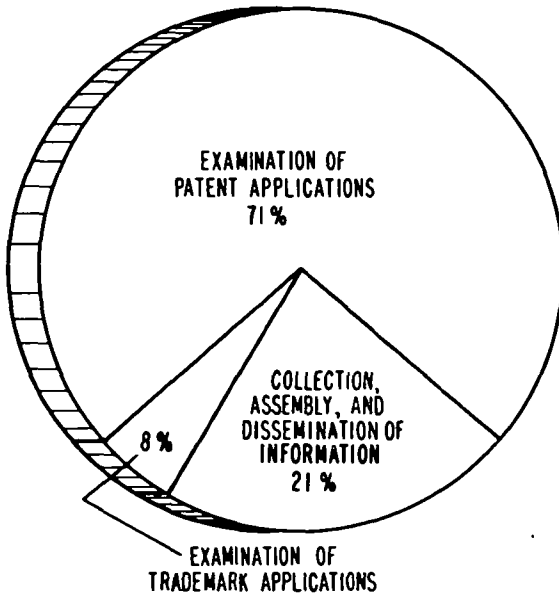 EXAMINATION OF
PATENT APPLICATIONS
71%
COLLECTION,
ASSEMBLY, AND
DISSEMINATION OF
INFORMATION
21%
8%
EXAMINATION OF
TRADEMARK APPLICATIONS